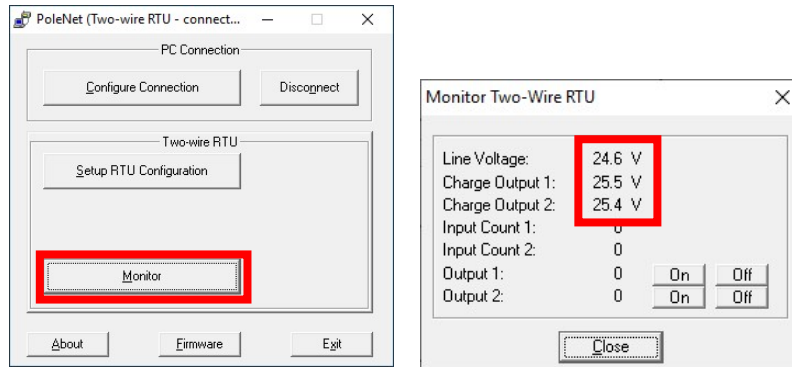 PoleNet (Two-wire RTU - connect...
PC Connection
Configure Connection
Disconnect
Two-wire RTU
Setup RTU Configuration
Monitor
About
Firmware
Exit
Monitor Two-Wire RTU
Line Voltage: 24.6 V
Charge Output 1: 25.5 V
Charge Output 2: 25.4 V
Input Count 1: 0
Input Count 2: 0
Output 1: 0 On Off
Output 2: 0 On Off
Close